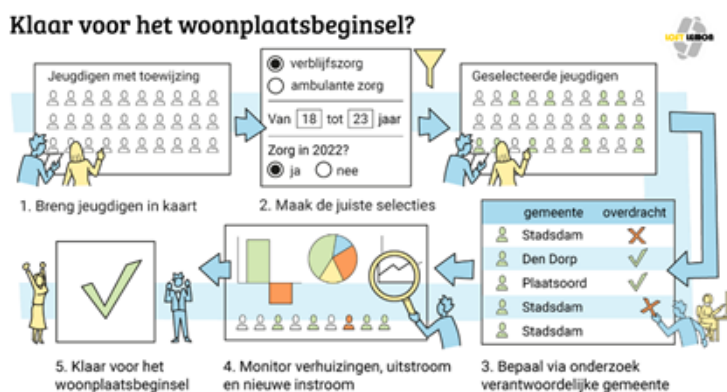 Klaar voor het woonplaatsbeginsel?
LOST LEMON
Jeugdigen met toewijzing
1. Breng jeugdigen in kaart
verblijfszorg
ambulante zorg
Van 18 tot 23 jaar
Zorg in 2022?
ja nee
2. Maak de juiste selecties
Geselecteerde jeugdigen
gemeente overdracht
Stadsdam
Den Dorp
Plaatsoord
Stadsdam
Stadsdam
3. Bepaal via onderzoek
verantwoordelijke gemeente
4. Monitor verhuizingen, uitstroom
en nieuwe instroom
5. Klaar voor het
woonplaatsbeginsel